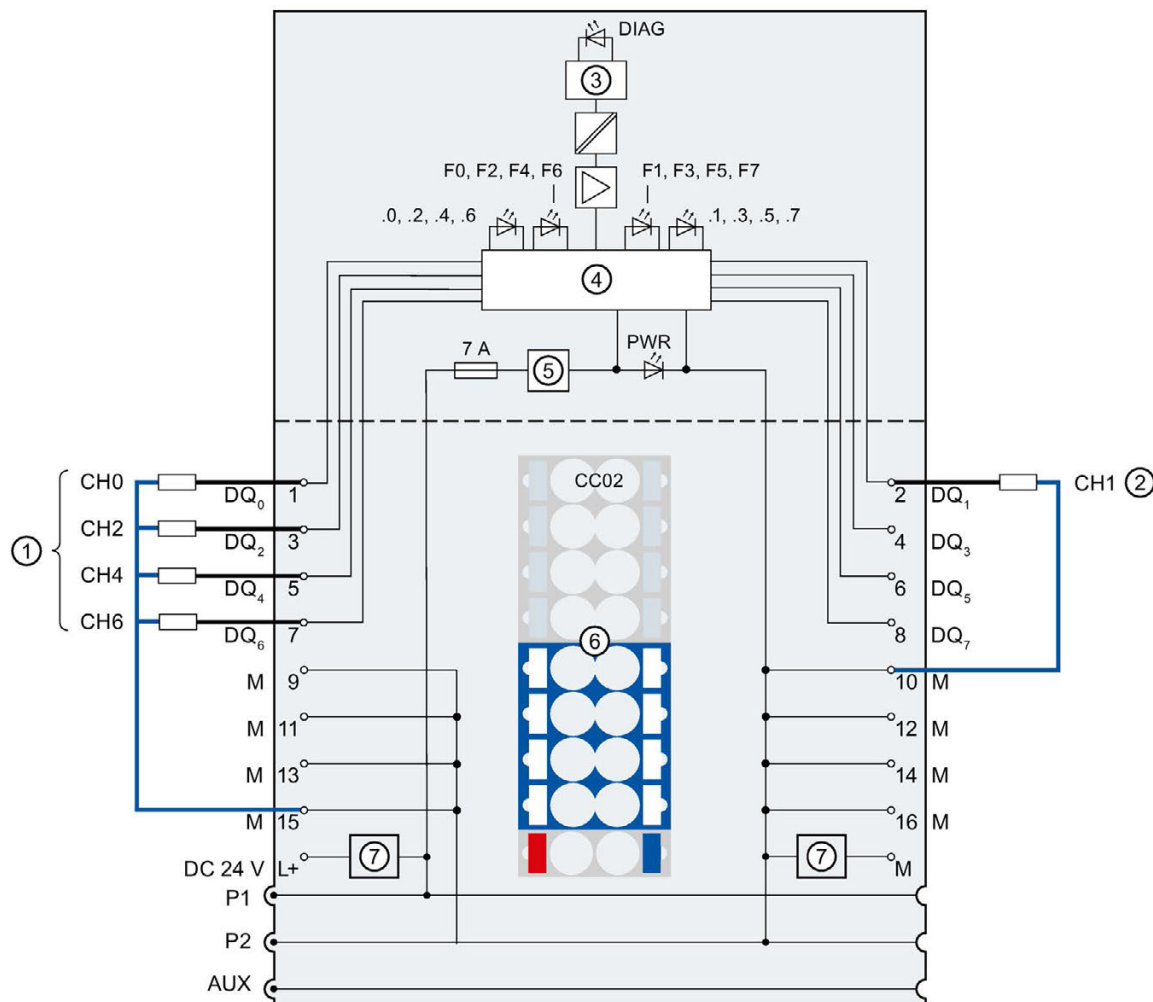 DIAG
③
F0, F2, F4, F6
F1, F3, F5, F7
.0, .2, .4, .6
.1, .3, .5, .7
④
7 A
⑤
PWR
①
CH0
DQ₀
1
CH2
DQ₂
3
CH4
DQ₄
5
CH6
DQ₆
7
M 9
M 11
M 13
M 15
DC 24 V L+
⑦
P1
P2
AUX
CC02
⑥
2 DQ₁
CH1 ②
4 DQ₃
6 DQ₅
8 DQ₇
10 M
12 M
14 M
16 M
⑦
M